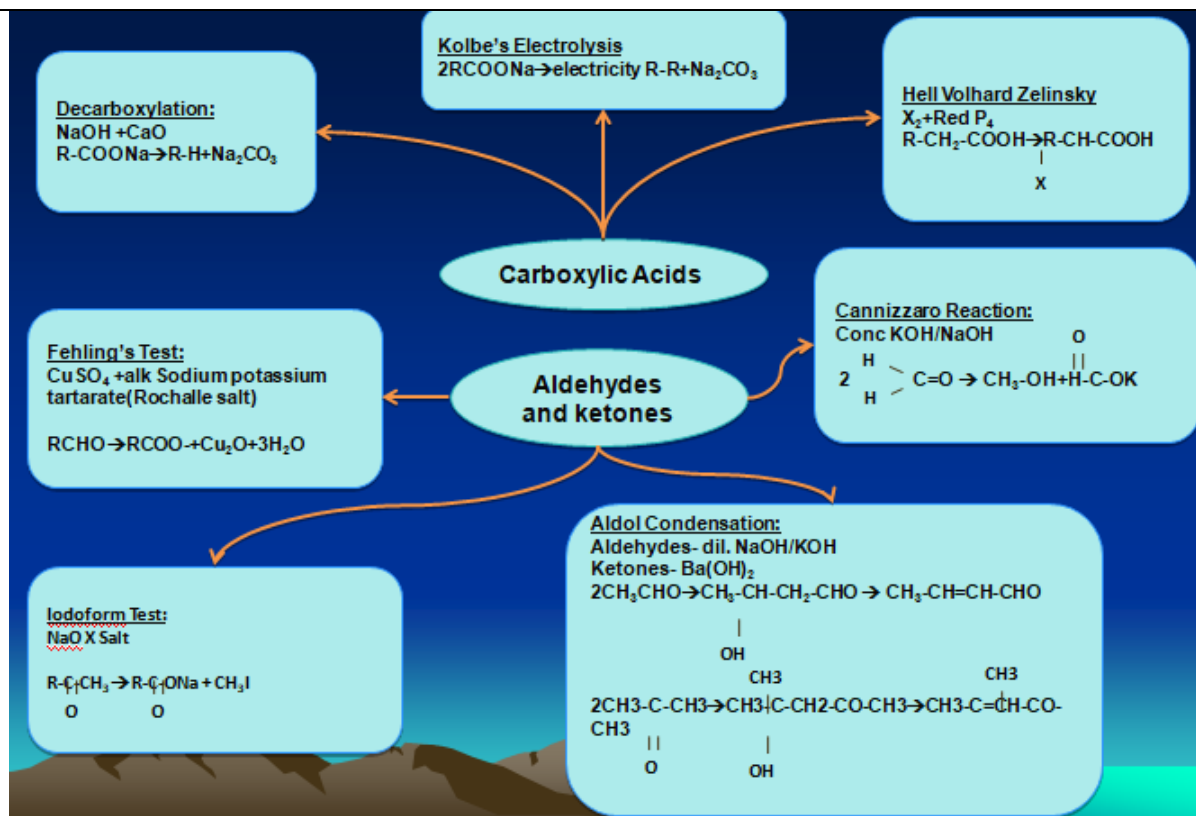 Kolbe's Electrolysis
2RCOONa→electricity R-R+Na₂CO₃
Decarboxylation:
NaOH +CaO
R-COONa→R-H+Na₂CO₃
Hell Volhard Zelinsky
X₂+Red P₄
R-CH₂-COOH→R-CH-COOH
|
X
Carboxylic Acids
Cannizzaro Reaction:
Conc KOH/NaOH O
H ||
2 C=O → CH₃-OH+H-C-OK
H
Fehling's Test:
CuSO₄ +alk Sodium potassium
tartarate(Rochalle salt)
RCHO→RCOO-+Cu₂O+3H₂O
Aldehydes
and ketones
Iodoform Test:
NaO X Salt
R-C-CH₃→R-C-ONa + CH₃I
O O
Aldol Condensation:
Aldehydes- dil. NaOH/KOH
Ketones- Ba(OH)₂
2CH₃CHO→CH₃-CH-CH₂-CHO → CH₃-CH=CH-CHO
|
OH
CH3 CH3
2CH3-C-CH3→CH3-C-CH2-CO-CH3→CH3-C=CH-CO-
CH3
|| |
O OH